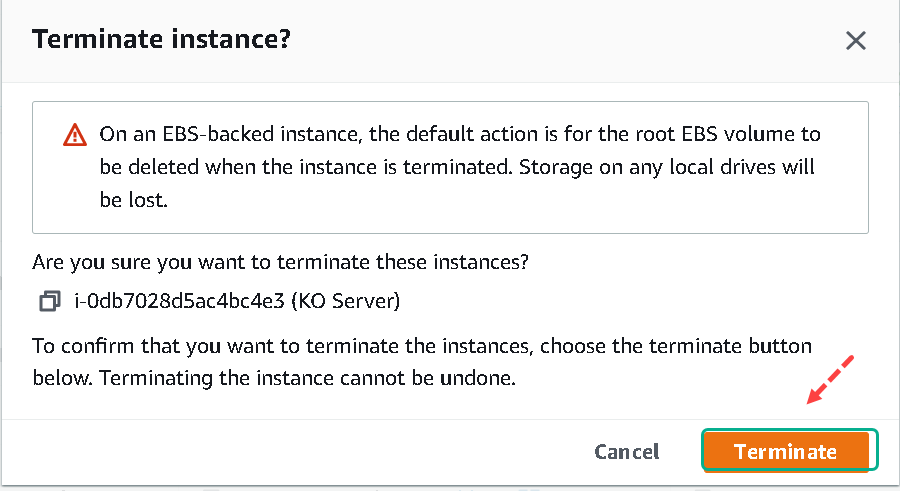 Terminate instance?
On an EBS-backed instance, the default action is for the root EBS volume to
be deleted when the instance is terminated. Storage on any local drives will
be lost.
Are you sure you want to terminate these instances?
i-0db7028d5ac4bc4e3 (KO Server)
To confirm that you want to terminate the instances, choose the terminate button
below. Terminating the instance cannot be undone.
Cancel
Terminate